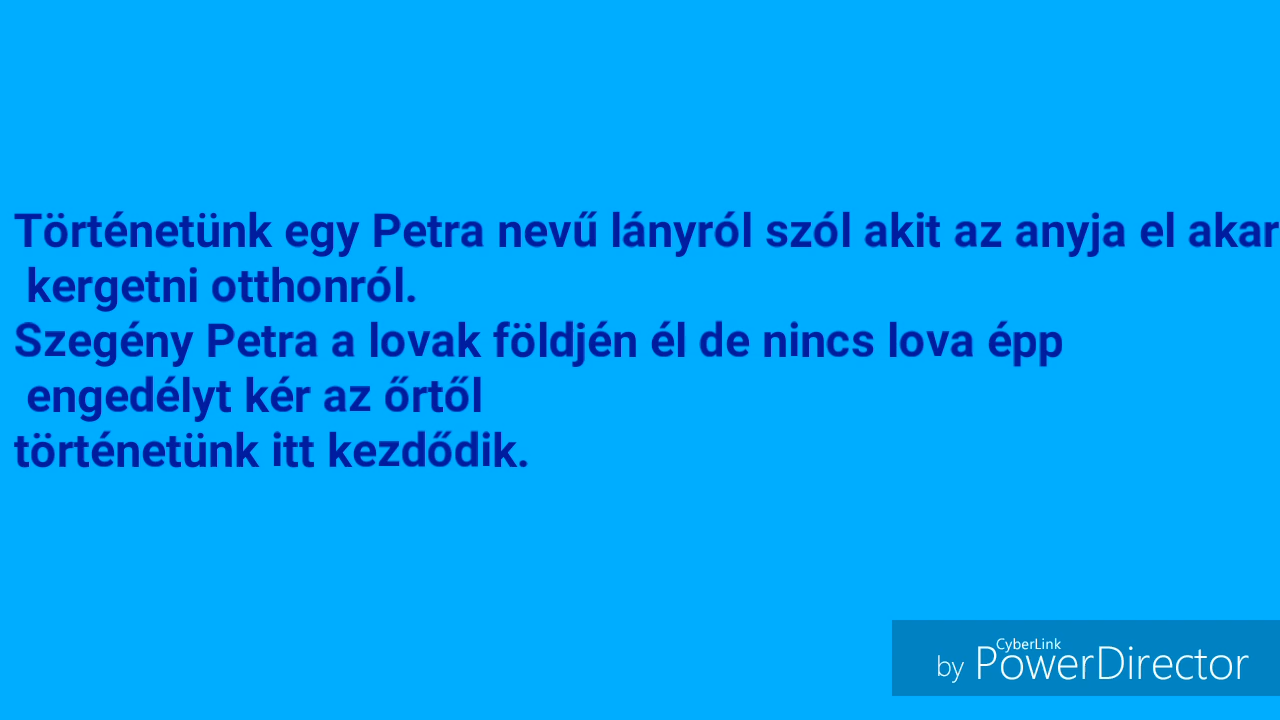 Történetünk egy Petra nevű lányról szól akit az anyja el akar
kergetni otthonról.
Szegény Petra a lovak földjén él de nincs lova épp
engedélyt kér az őrtől
történetünk itt kezdődik.
CyberLink
by PowerDirector